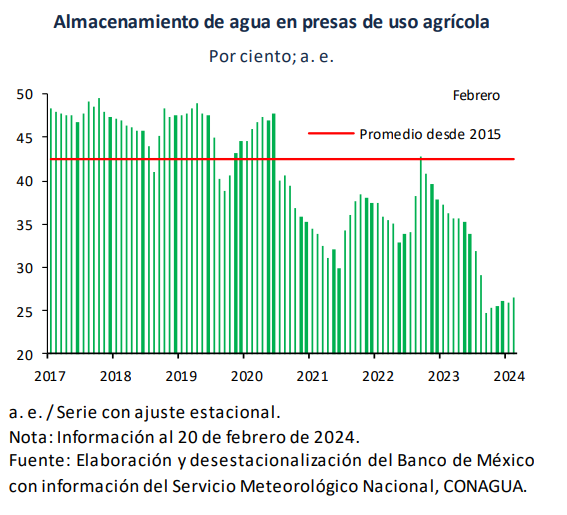 Almacenamiento de agua en presas de uso agrícola
Por ciento; a. e.
50
45
40
35
30
25
20
Febrero
Promedio desde 2015
2017 2018 2019 2020 2021 2022 2023 2024
a. e. / Serie con ajuste estacional.
Nota: Información al 20 de febrero de 2024.
Fuente: Elaboración y desestacionalización del Banco de México
con información del Servicio Meteorológico Nacional, CONAGUA.